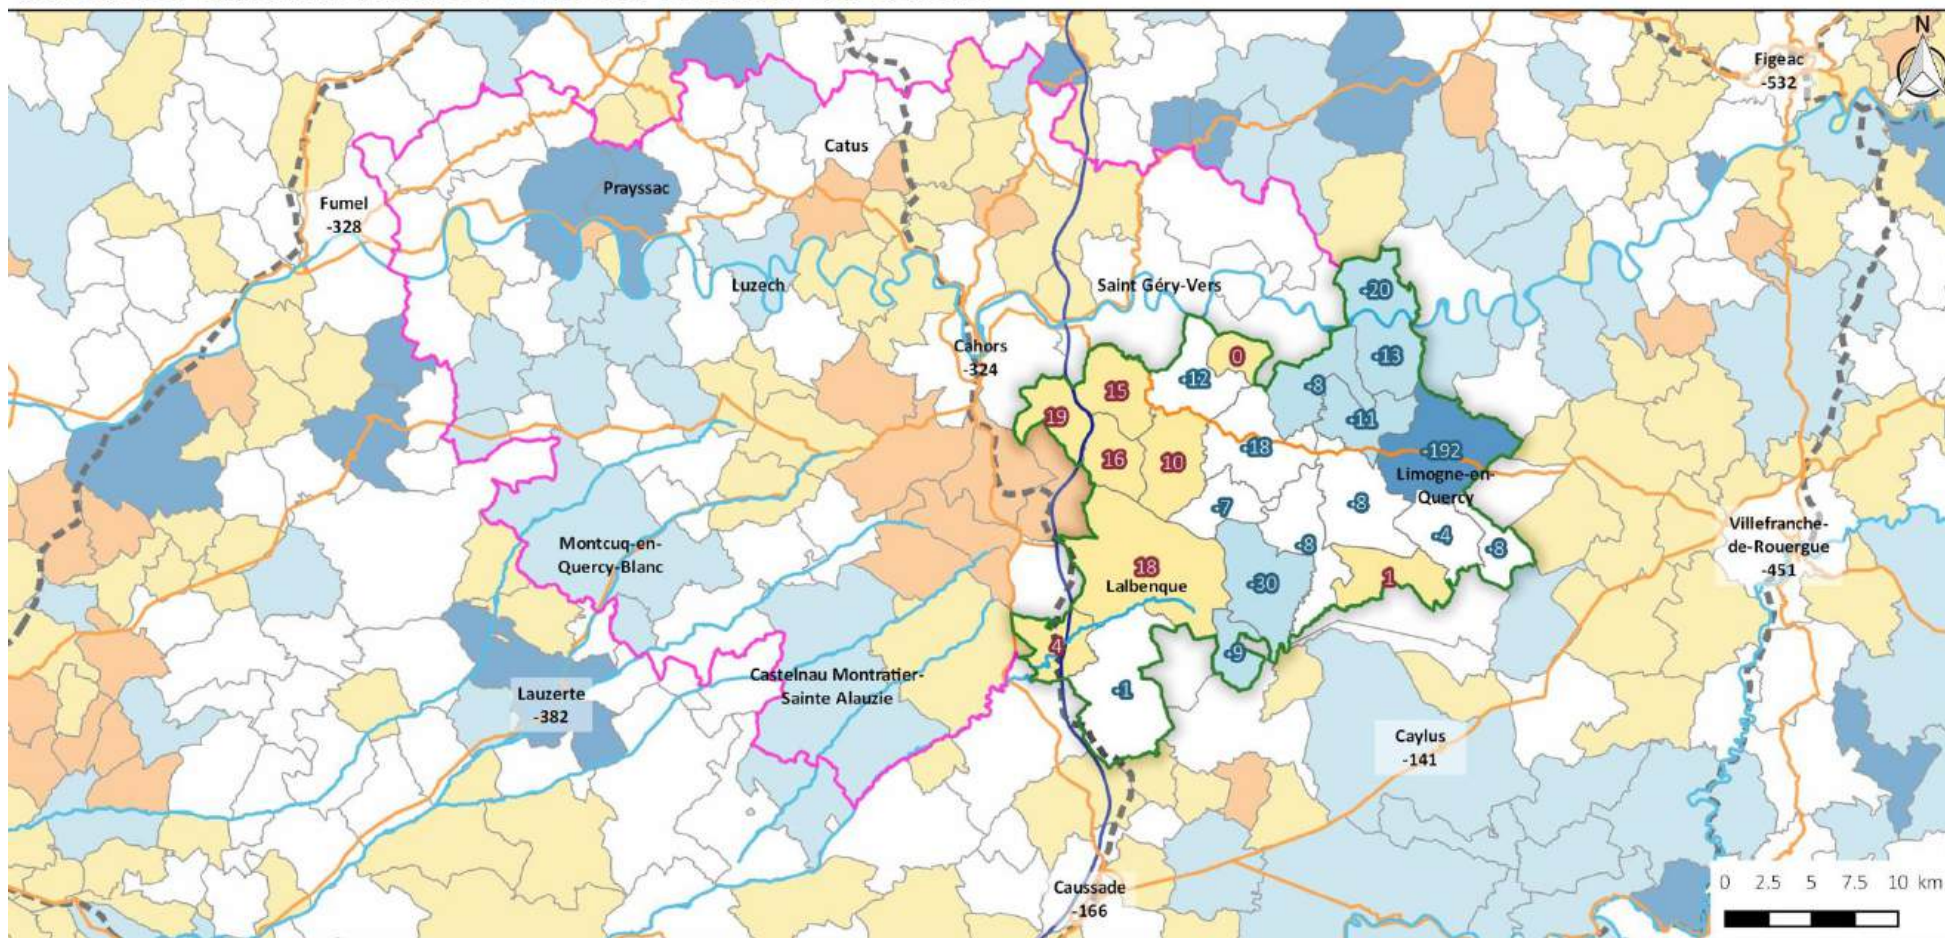 N
Figeac
-532
Catus
Prayssac
Fumel
-328
Luzech
Saint Géry-Vers
-20
Cahors
-324
0
-13
-12
15
-8
19
-11
-18
-192
16
10
Limogne-en-
Quercy
-7
-8
-4
-8
-8
Villefranche-
de-Rouergue
-451
Montcuq-en-
Quercy-Blanc
18
Lalbenque
-30
1
4
-9
Castelnau Montratier-
Sainte Alauzie
-1
Lauzerte
-382
Caylus
-141
Caussade
-166
0 2.5 5 7.5 10 km